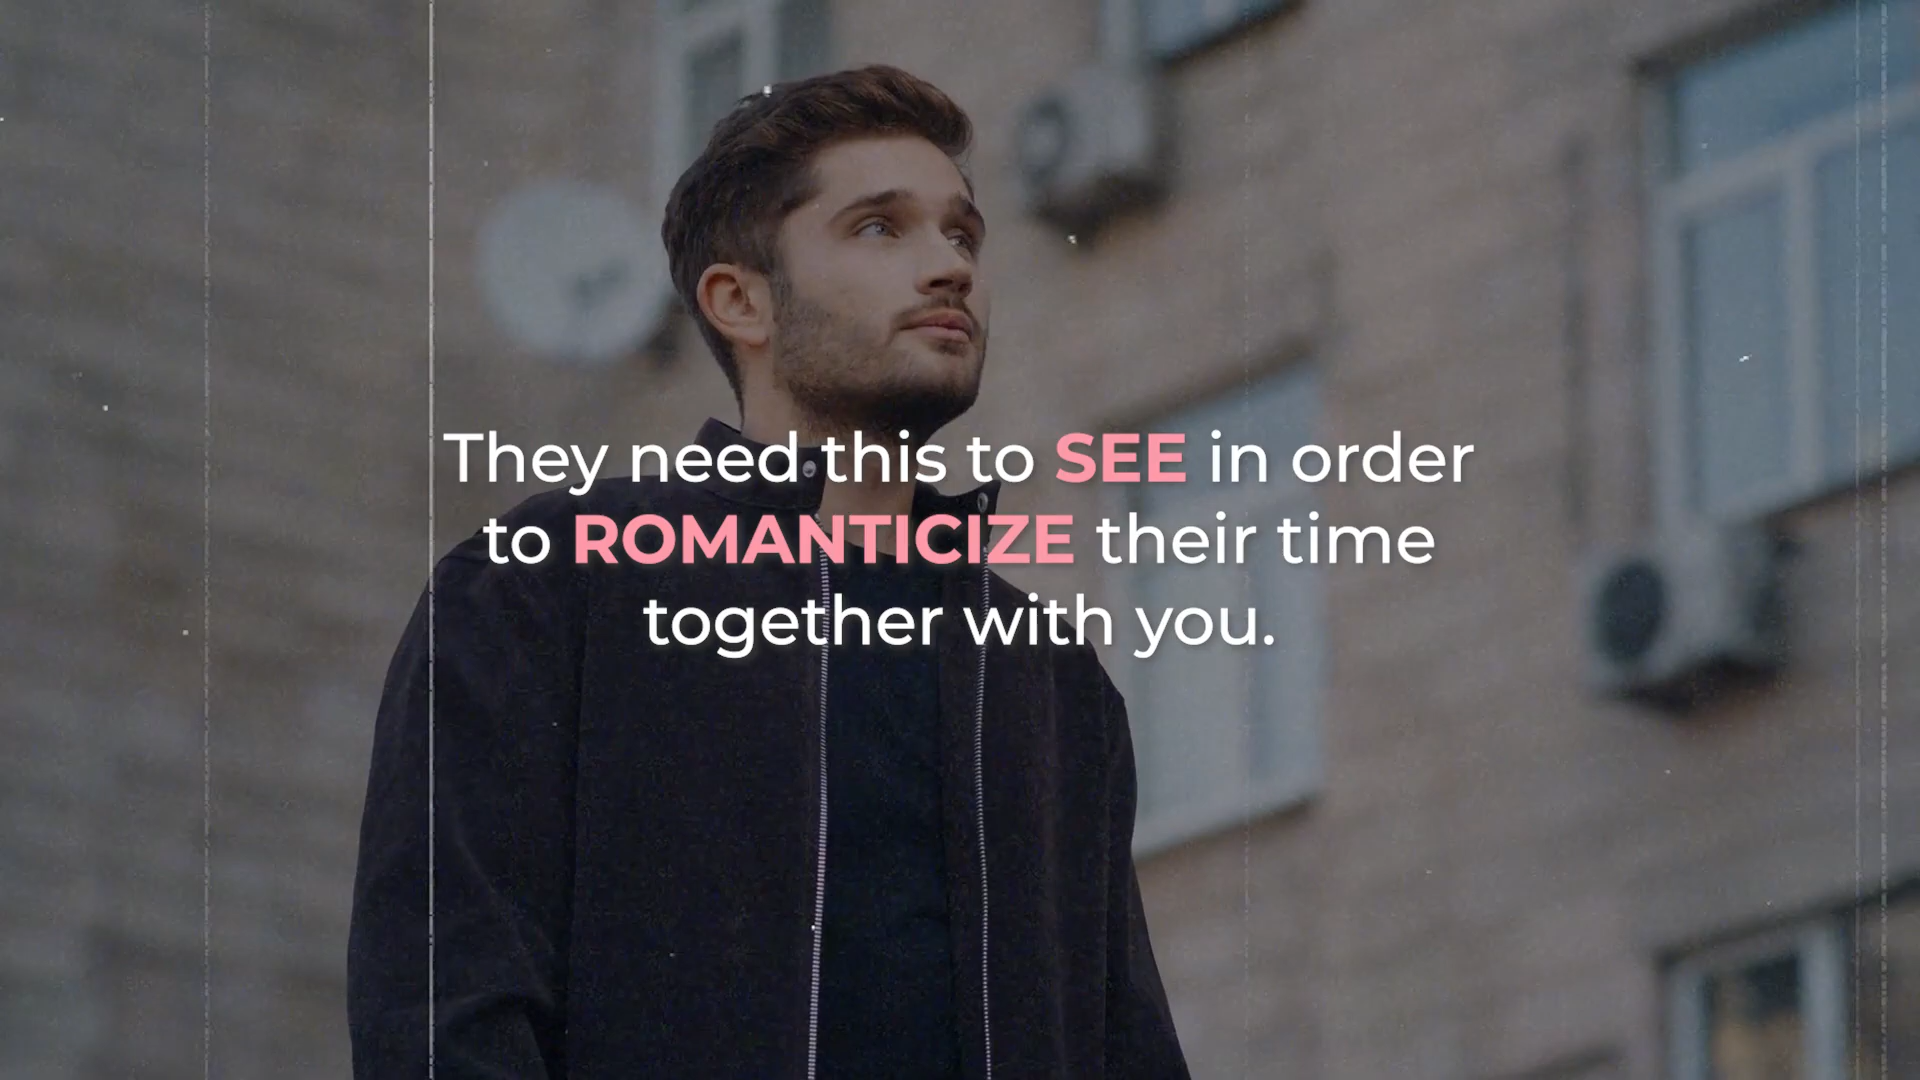 They need this to SEE in order
to ROMANTICIZE their time
together with you.